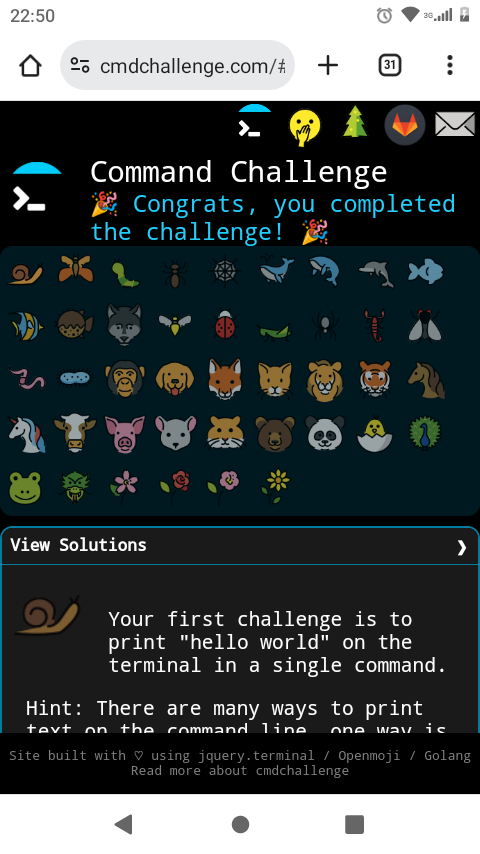 22:50
3G
cmdchallenge.com/#
31
Command Challenge
🎉 Congrats, you completed
the challenge! 🎉
View Solutions
Your first challenge is to
print "hello world" on the
terminal in a single command.
Hint: There are many ways to print
text on the command line, one way is
Site built with ♡ using jquery.terminal / Openmoji / Golang
Read more about cmdchallenge